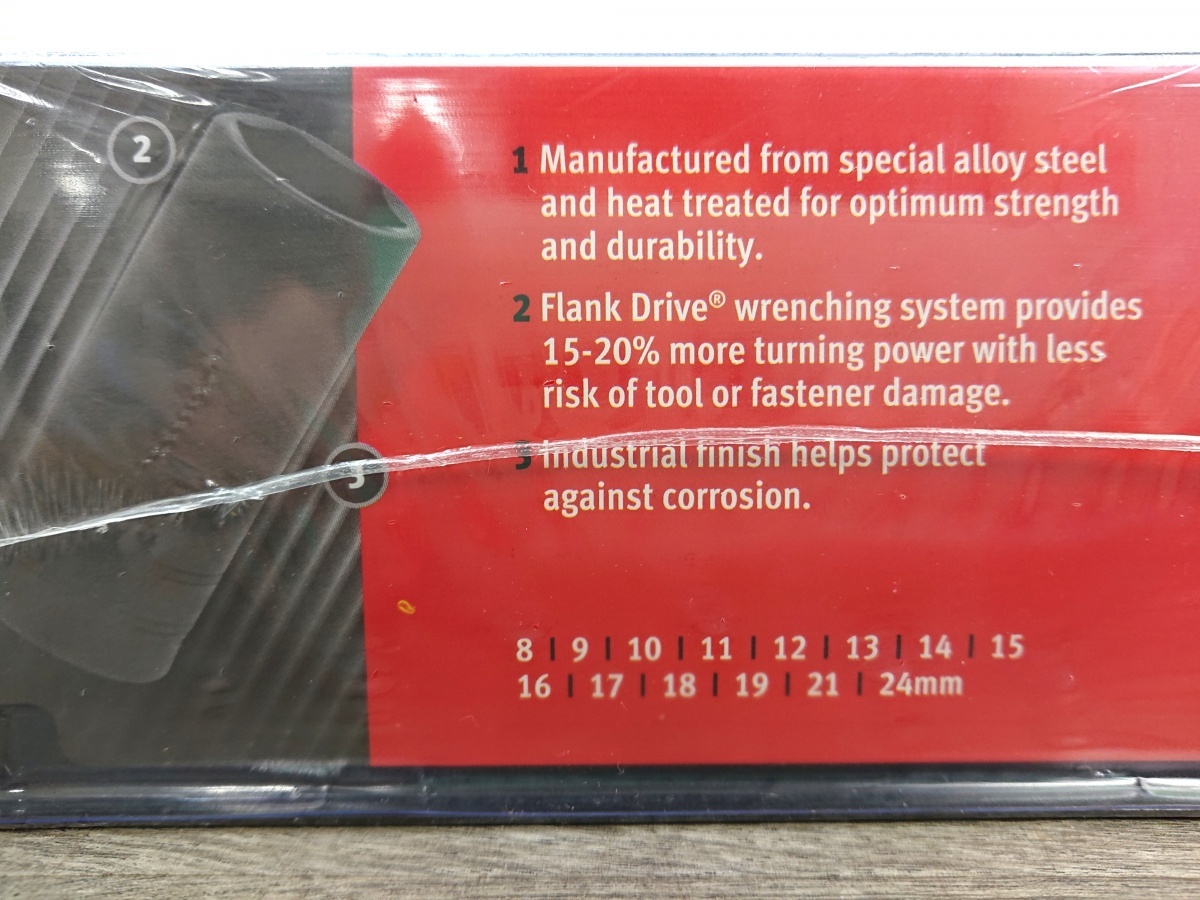 2
1 Manufactured from special alloy steel
and heat treated for optimum strength
and durability.
2 Flank Drive® wrenching system provides
15-20% more turning power with less
risk of tool or fastener damage.
3
3 Industrial finish helps protect
against corrosion.
8 | 9 | 10 | 11 | 12 | 13 | 14 | 15
16 | 17 | 18 | 19 | 21 | 24mm